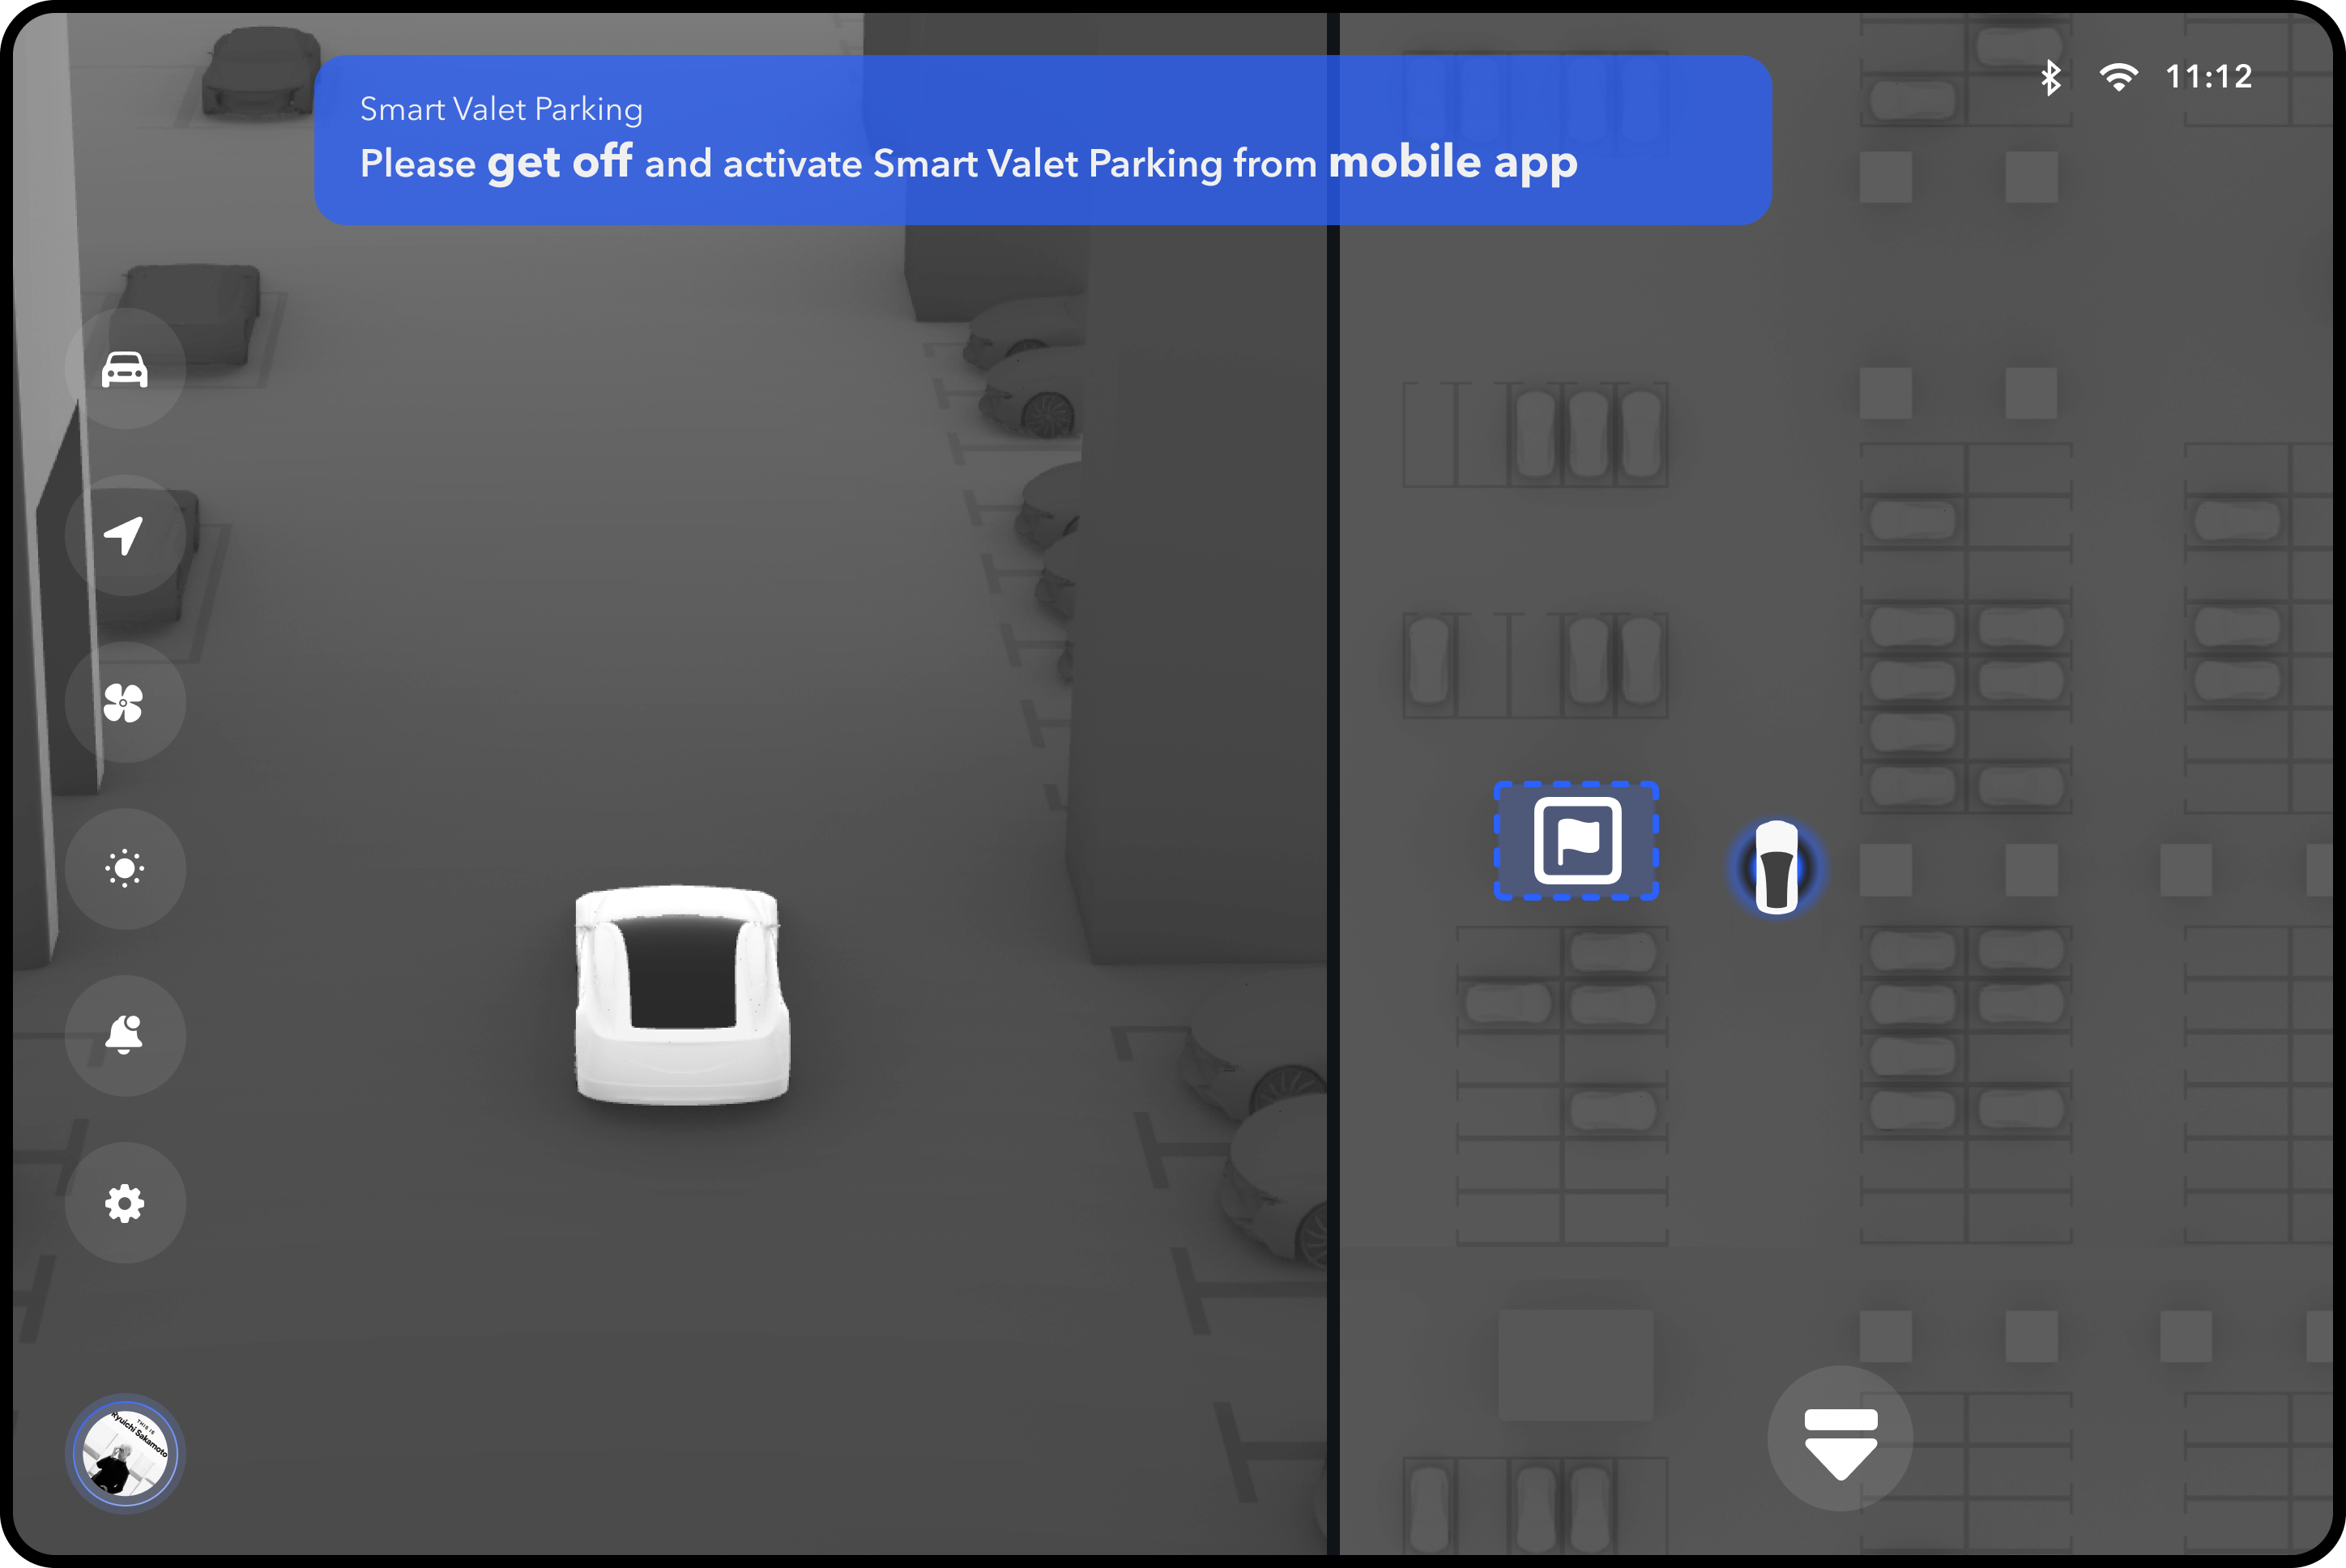 Smart Valet Parking
Please get off and activate Smart Valet Parking from mobile app
11:12
THIS IS
Ryuichi Sakamoto